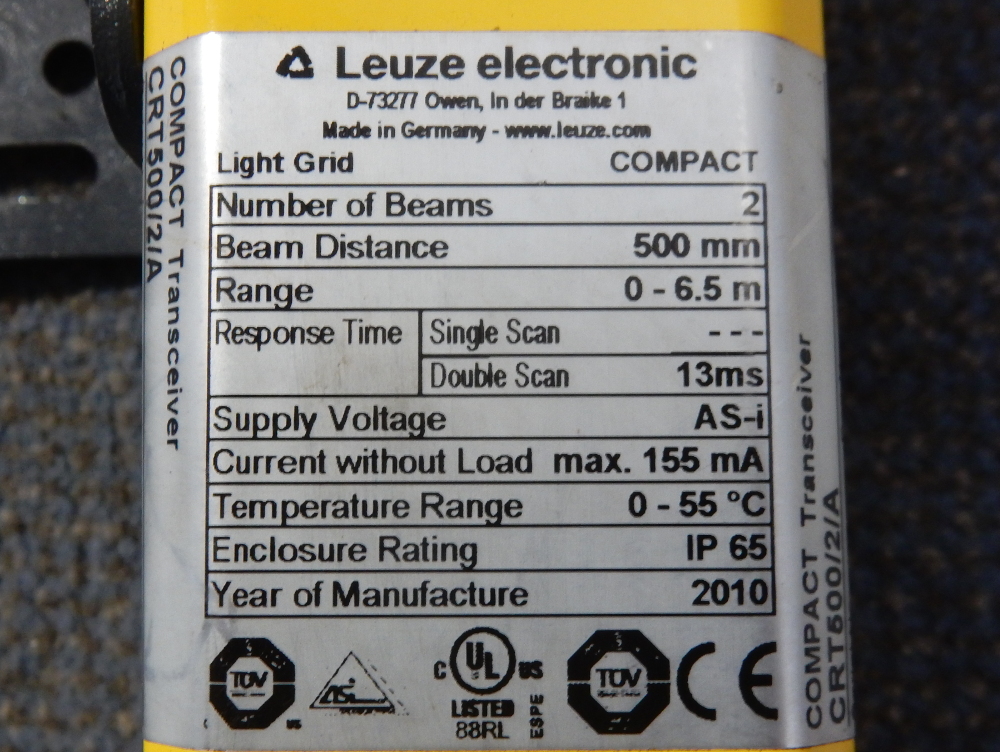 Leuze electronic
D-73277 Owen, In der Braike 1
Made in Germany - www.leuze.com
Light Grid COMPACT
Number of Beams 2
Beam Distance 500 mm
Range 0 - 6.5 m
Response Time Single Scan - - -
Double Scan 13ms
Supply Voltage AS-i
Current without Load max. 155 mA
Temperature Range 0 - 55 °C
Enclosure Rating IP 65
Year of Manufacture 2010
COMPACT Transceiver
CRT500/2/A
COMPACT Transceiver
CRT500/2/A
TÜV
C US
ASi
C UL US
LISTED
88RL
ESPE
TÜV
CE